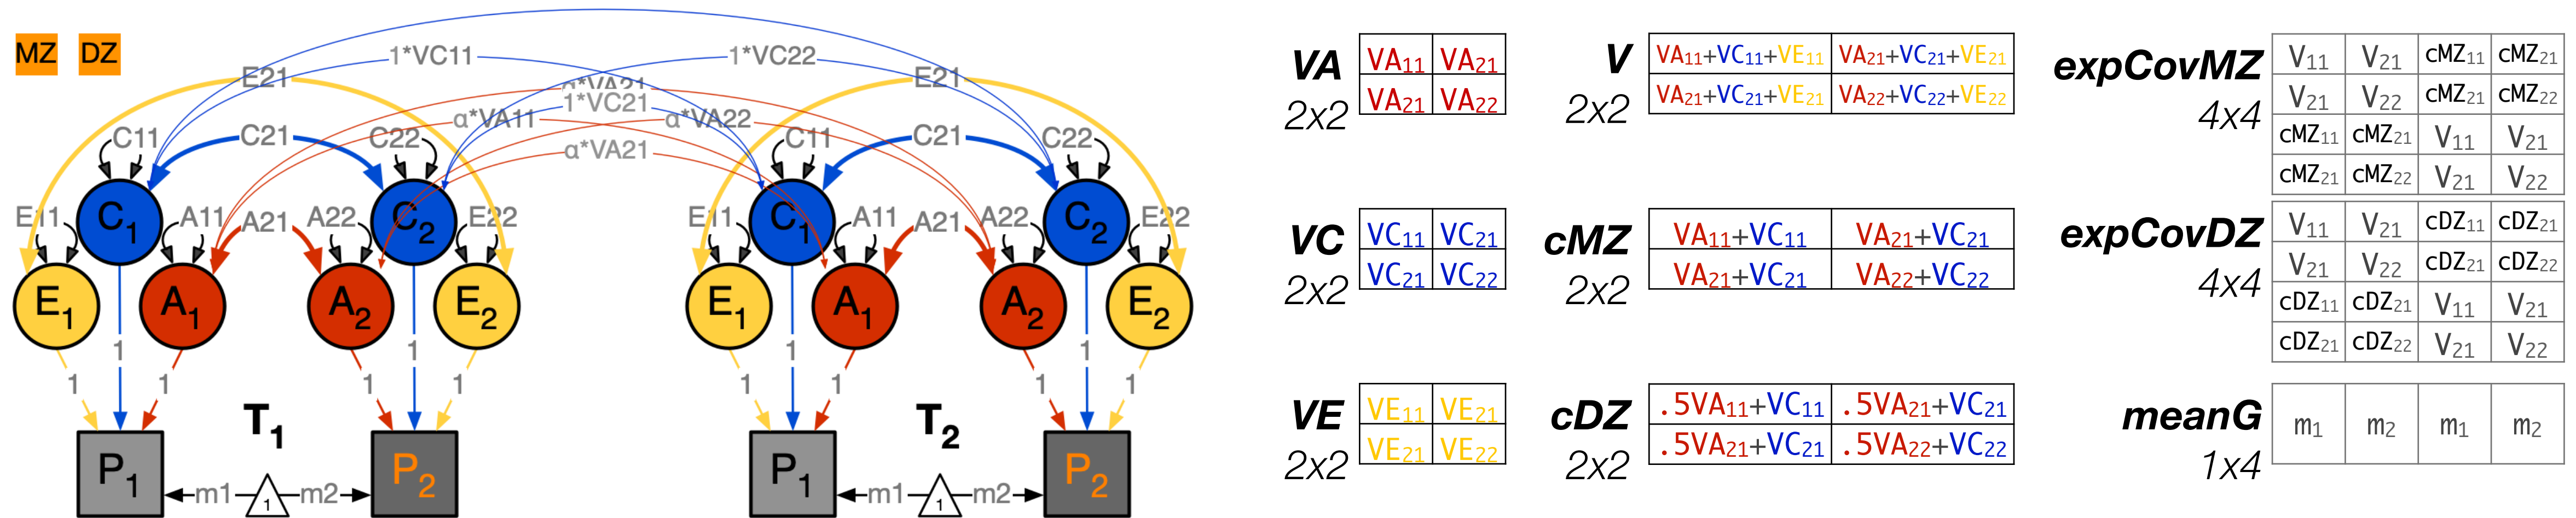 MZ DZ
1*VC11 1*VC22
E21 E21
α*VA21
1*VC21
α*VA11 α*VA22
C11 C21 C22 C11 C21 C22
α*VA21
C1 C2 C1 C2
E11 A11 A21 A22 E22 E11 A11 A21 A22 E22
E1 A1 A2 E2 E1 A1 A2 E2
1 1 1 1
1 1 1 1 1 1 1 1
T1 T2
P1 P2 P1 P2
m1 1 m2 m1 1 m2
VA
2x2
VA11 VA21
VA21 VA22
VC
2x2
VC11 VC21
VC21 VC22
VE
2x2
VE11 VE21
VE21 VE22
V
2x2
VA11+VC11+VE11 VA21+VC21+VE21
VA21+VC21+VE21 VA22+VC22+VE22
cMZ
2x2
VA11+VC11 VA21+VC21
VA21+VC21 VA22+VC22
cDZ
2x2
.5VA11+VC11 .5VA21+VC21
.5VA21+VC21 .5VA22+VC22
expCovMZ
4x4
V11 V21 cMZ11 cMZ21
V21 V22 cMZ21 cMZ22
cMZ11 cMZ21 V11 V21
cMZ21 cMZ22 V21 V22
expCovDZ
4x4
V11 V21 cDZ11 cDZ21
V21 V22 cDZ21 cDZ22
cDZ11 cDZ21 V11 V21
cDZ21 cDZ22 V21 V22
meanG
1x4
m1 m2 m1 m2